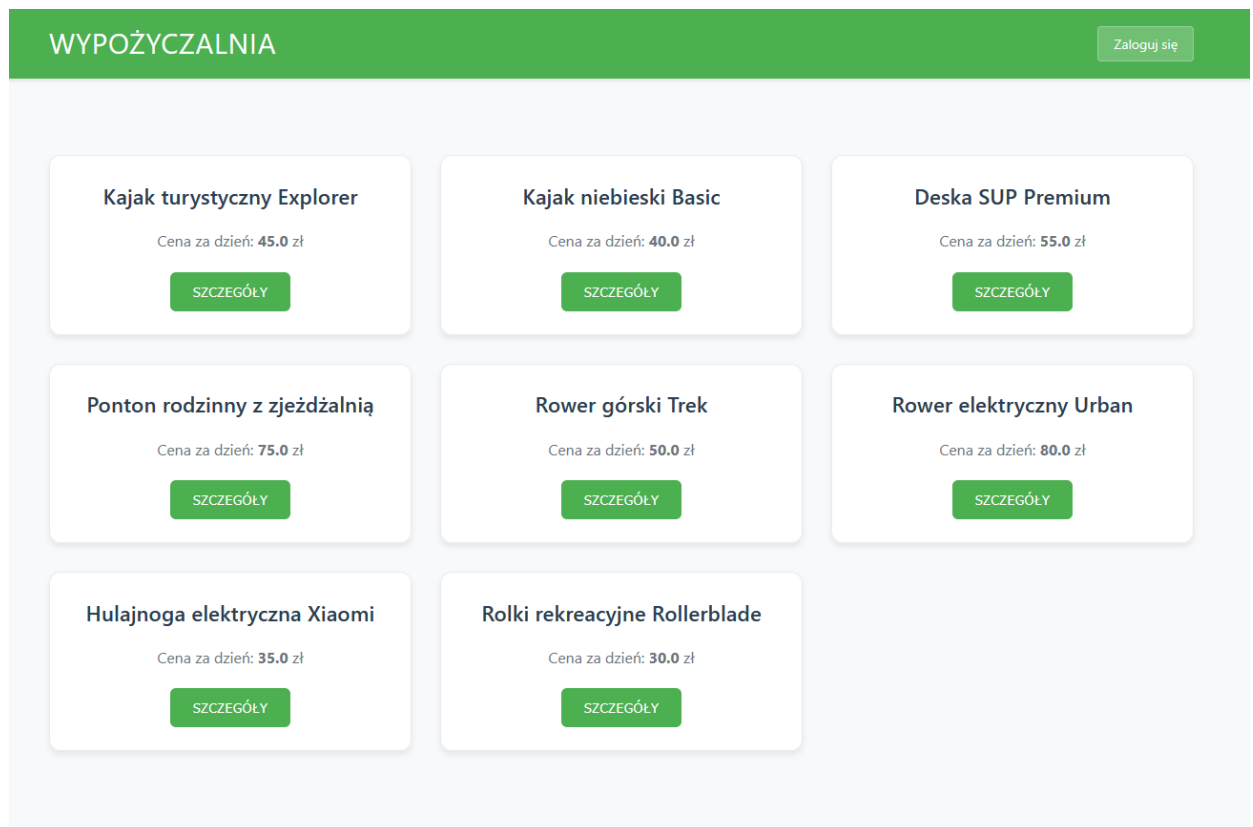 WYPOŻYCZALNIA
Zaloguj się
Kajak turystyczny Explorer
Cena za dzień: 45.0 zł
SZCZEGÓŁY
Kajak niebieski Basic
Cena za dzień: 40.0 zł
SZCZEGÓŁY
Deska SUP Premium
Cena za dzień: 55.0 zł
SZCZEGÓŁY
Ponton rodzinny z zjeżdżalnią
Cena za dzień: 75.0 zł
SZCZEGÓŁY
Rower górski Trek
Cena za dzień: 50.0 zł
SZCZEGÓŁY
Rower elektryczny Urban
Cena za dzień: 80.0 zł
SZCZEGÓŁY
Hulajnoga elektryczna Xiaomi
Cena za dzień: 35.0 zł
SZCZEGÓŁY
Rolki rekreacyjne Rollerblade
Cena za dzień: 30.0 zł
SZCZEGÓŁY